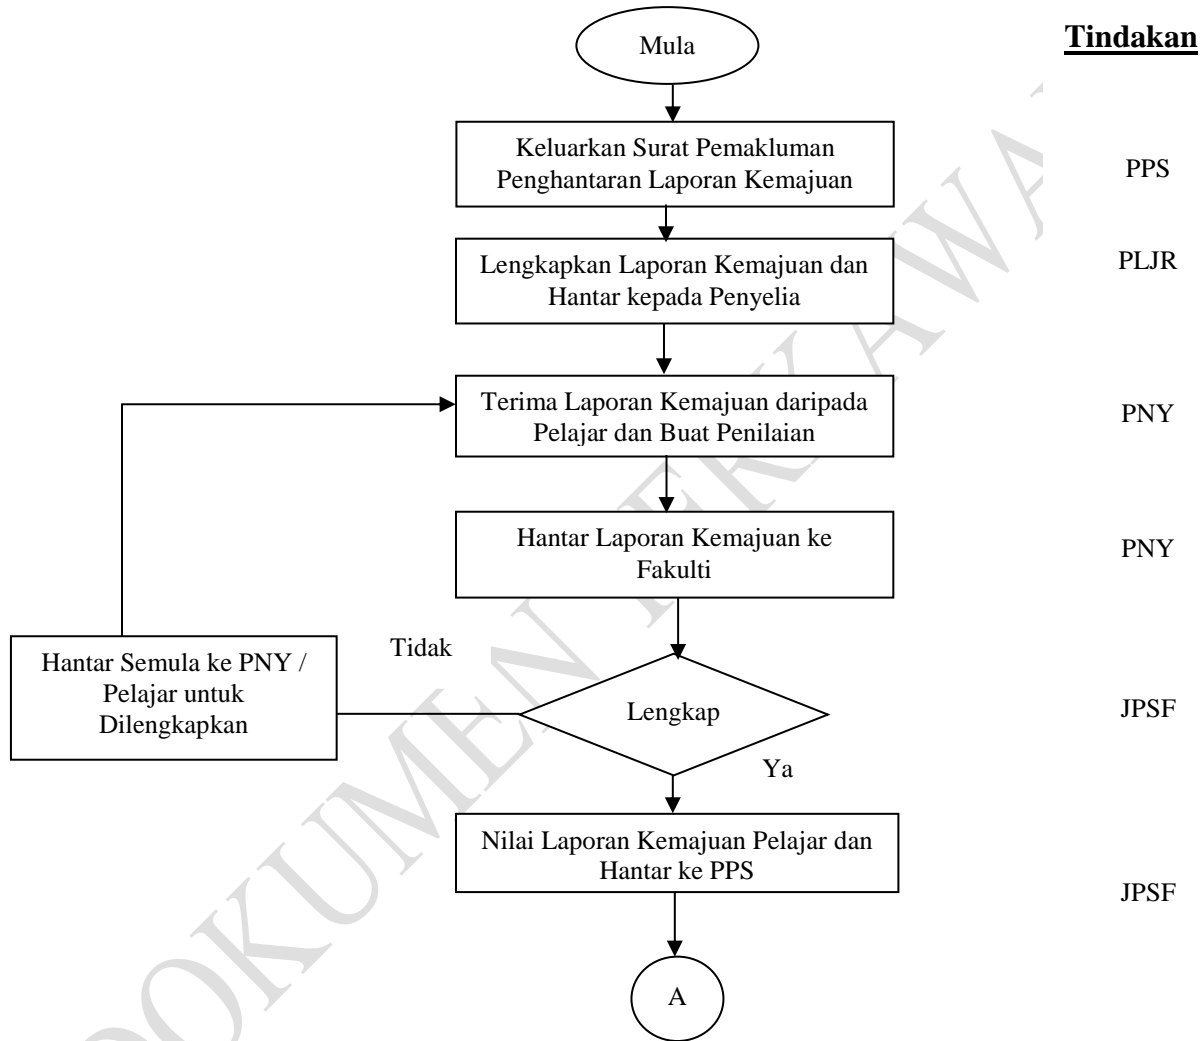 Mula
Tindakan
Keluarkan Surat Pemakluman
Penghantaran Laporan Kemajuan
PPS
Lengkapkan Laporan Kemajuan dan
Hantar kepada Penyelia
PLJR
Terima Laporan Kemajuan daripada
Pelajar dan Buat Penilaian
PNY
Hantar Laporan Kemajuan ke
Fakulti
PNY
Tidak
Hantar Semula ke PNY /
Pelajar untuk
Dilengkapkan
Lengkap
JPSF
Ya
Nilai Laporan Kemajuan Pelajar dan
Hantar ke PPS
JPSF
A
DOKUMEN TERKAWA